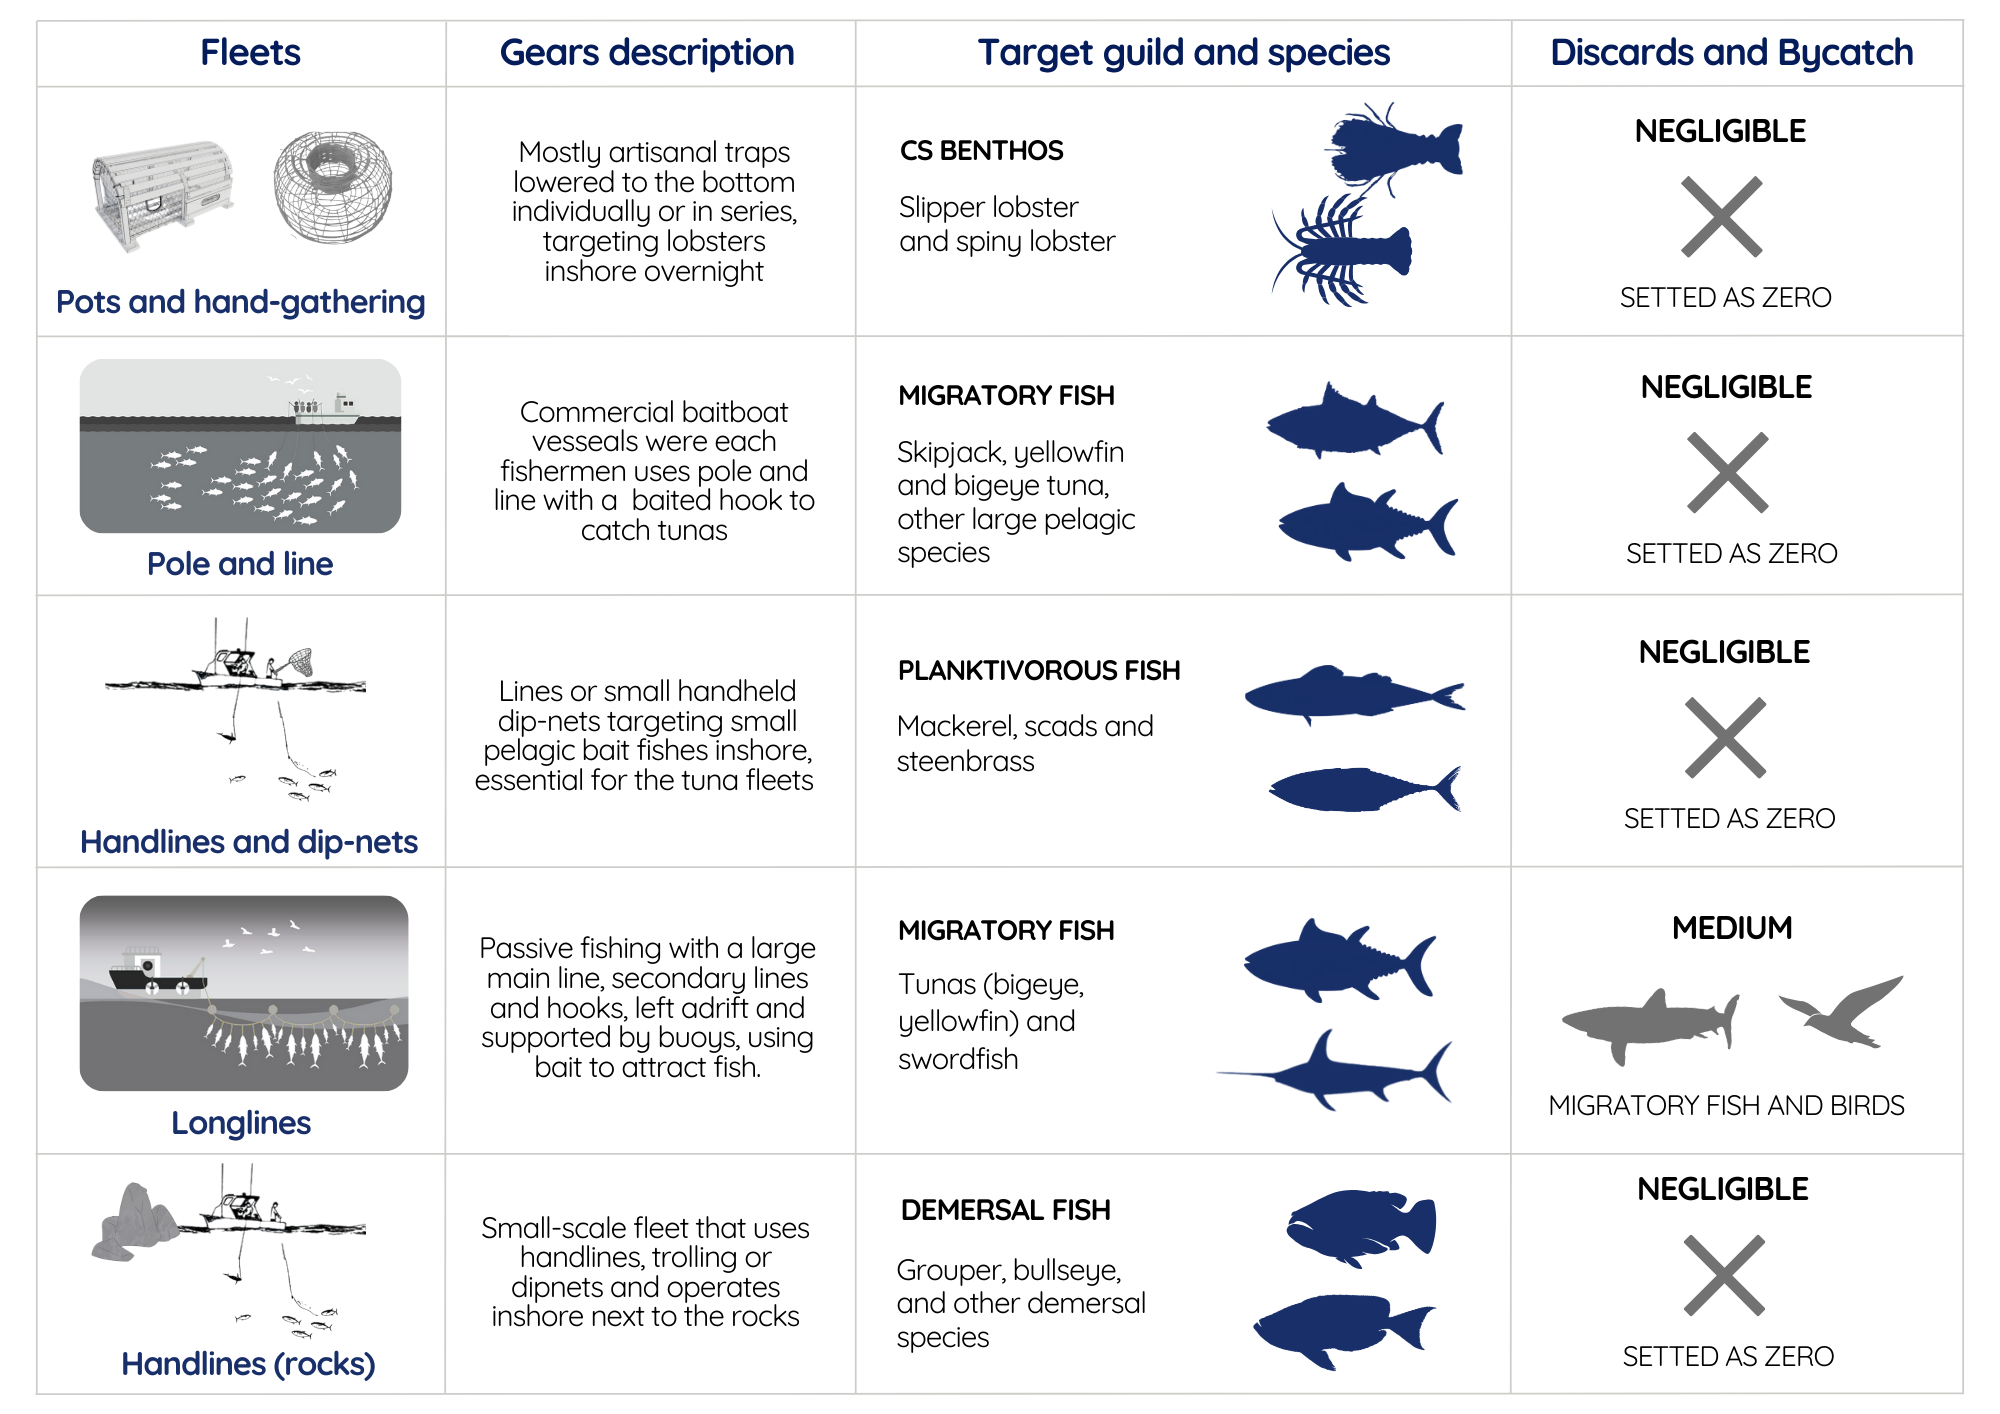 Fleets
Gears description
Target guild and species
Discards and Bycatch
Pots and hand-gathering
Mostly artisanal traps
lowered to the bottom
individually or in series,
targeting lobsters
inshore overnight
CS BENTHOS
Slipper lobster
and spiny lobster
NEGLIGIBLE
SETTED AS ZERO
Pole and line
Commercial baitboat
vesseals were each
fishermen uses pole and
line with a baited hook to
catch tunas
MIGRATORY FISH
Skipjack, yellowfin
and bigeye tuna,
other large pelagic
species
NEGLIGIBLE
SETTED AS ZERO
Handlines and dip-nets
Lines or small handheld
dip-nets targeting small
pelagic bait fishes inshore,
essential for the tuna fleets
PLANKTIVOROUS FISH
Mackerel, scads and
steenbrass
NEGLIGIBLE
SETTED AS ZERO
Longlines
Passive fishing with a large
main line, secondary lines
and hooks, left adrift and
supported by buoys, using
bait to attract fish.
MIGRATORY FISH
Tunas (bigeye,
yellowfin) and
swordfish
MEDIUM
MIGRATORY FISH AND BIRDS
Handlines (rocks)
Small-scale fleet that uses
handlines, trolling or
dipnets and operates
inshore next to the rocks
DEMERSAL FISH
Grouper, bullseye,
and other demersal
species
NEGLIGIBLE
SETTED AS ZERO